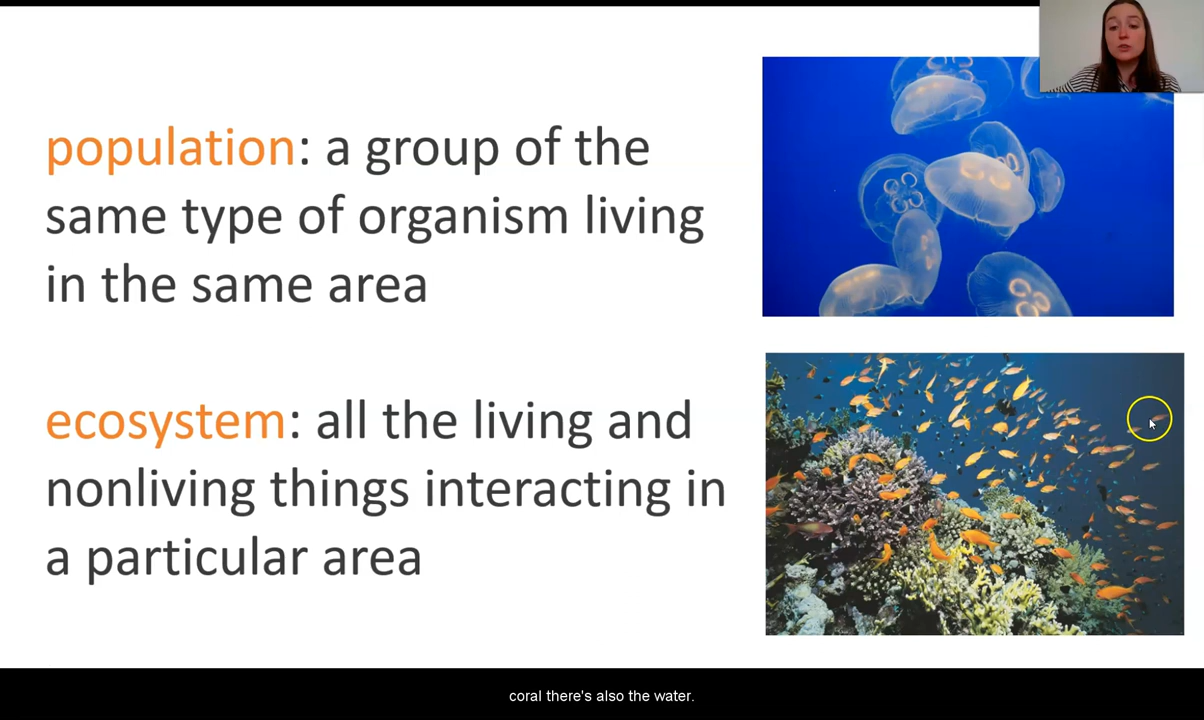 population: a group of the
same type of organism living
in the same area
ecosystem: all the living and
nonliving things interacting in
a particular area
coral there's also the water.